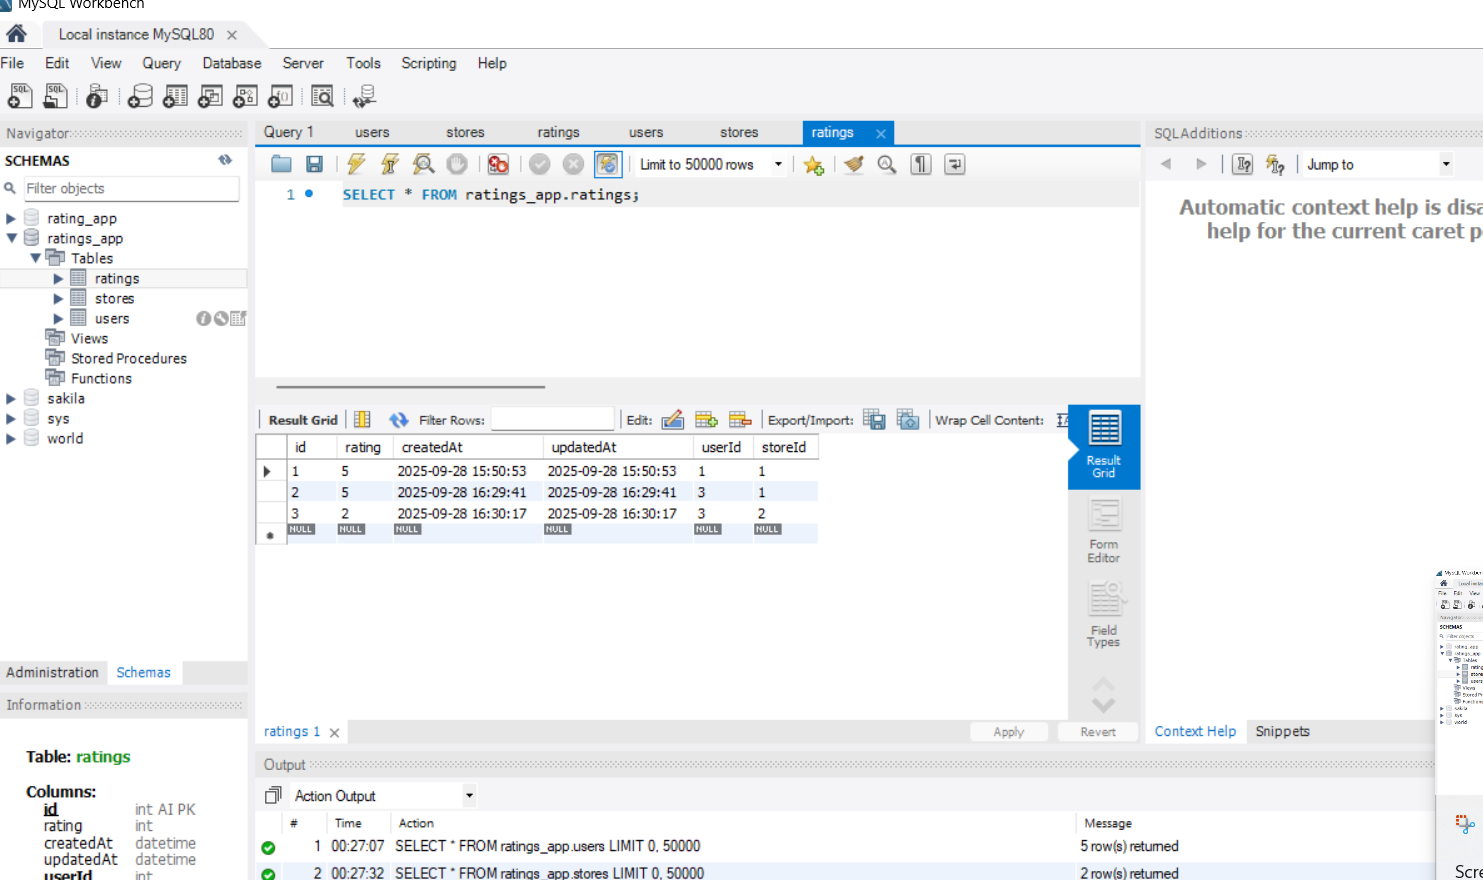 MySQL Workbench
Local instance MySQL80
File Edit View Query Database Server Tools Scripting Help
Navigator
SCHEMAS
Filter objects
rating_app
ratings_app
Tables
ratings
stores
users
Views
Stored Procedures
Functions
sakila
sys
world
Administration Schemas
Information
Table: ratings
Columns:
id int AI PK
rating int
createdAt datetime
updatedAt datetime
userId int
Query 1 users stores ratings users stores ratings
Limit to 50000 rows
1 SELECT * FROM ratings_app.ratings;
Result Grid Filter Rows: Edit: Export/Import: Wrap Cell Content:
id rating createdAt updatedAt userId storeId
1 5 2025-09-28 15:50:53 2025-09-28 15:50:53 1 1
2 5 2025-09-28 16:29:41 2025-09-28 16:29:41 3 1
3 2 2025-09-28 16:30:17 2025-09-28 16:30:17 3 2
NULL NULL NULL NULL NULL NULL
Result
Grid
Form
Editor
Field
Types
ratings 1
Apply Revert
SQLAdditions
Jump to
Automatic context help is disa
help for the current caret p
Context Help Snippets
Output
Action Output
# Time Action Message
1 00:27:07 SELECT * FROM ratings_app.users LIMIT 0, 50000 5 row(s) returned
2 00:27:32 SELECT * FROM ratings_app.stores LIMIT 0, 50000 2 row(s) returned
Scre